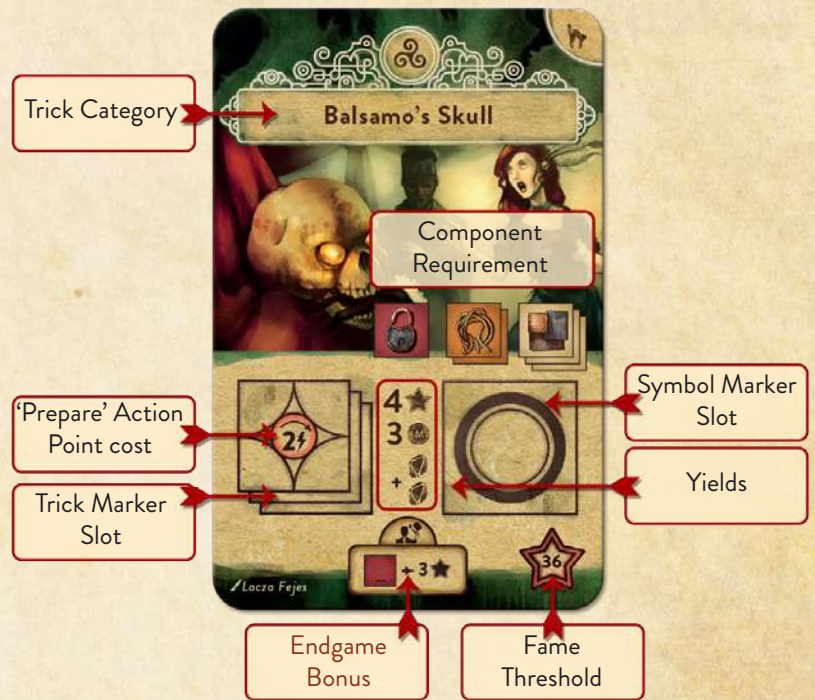 Trick Category
Balsamo's Skull
Component
Requirement
'Prepare' Action
Point cost
2
4
3
+
Symbol Marker
Slot
Yields
Trick Marker
Slot
+ 3
36
Lacza Fejes
Endgame
Bonus
Fame
Threshold